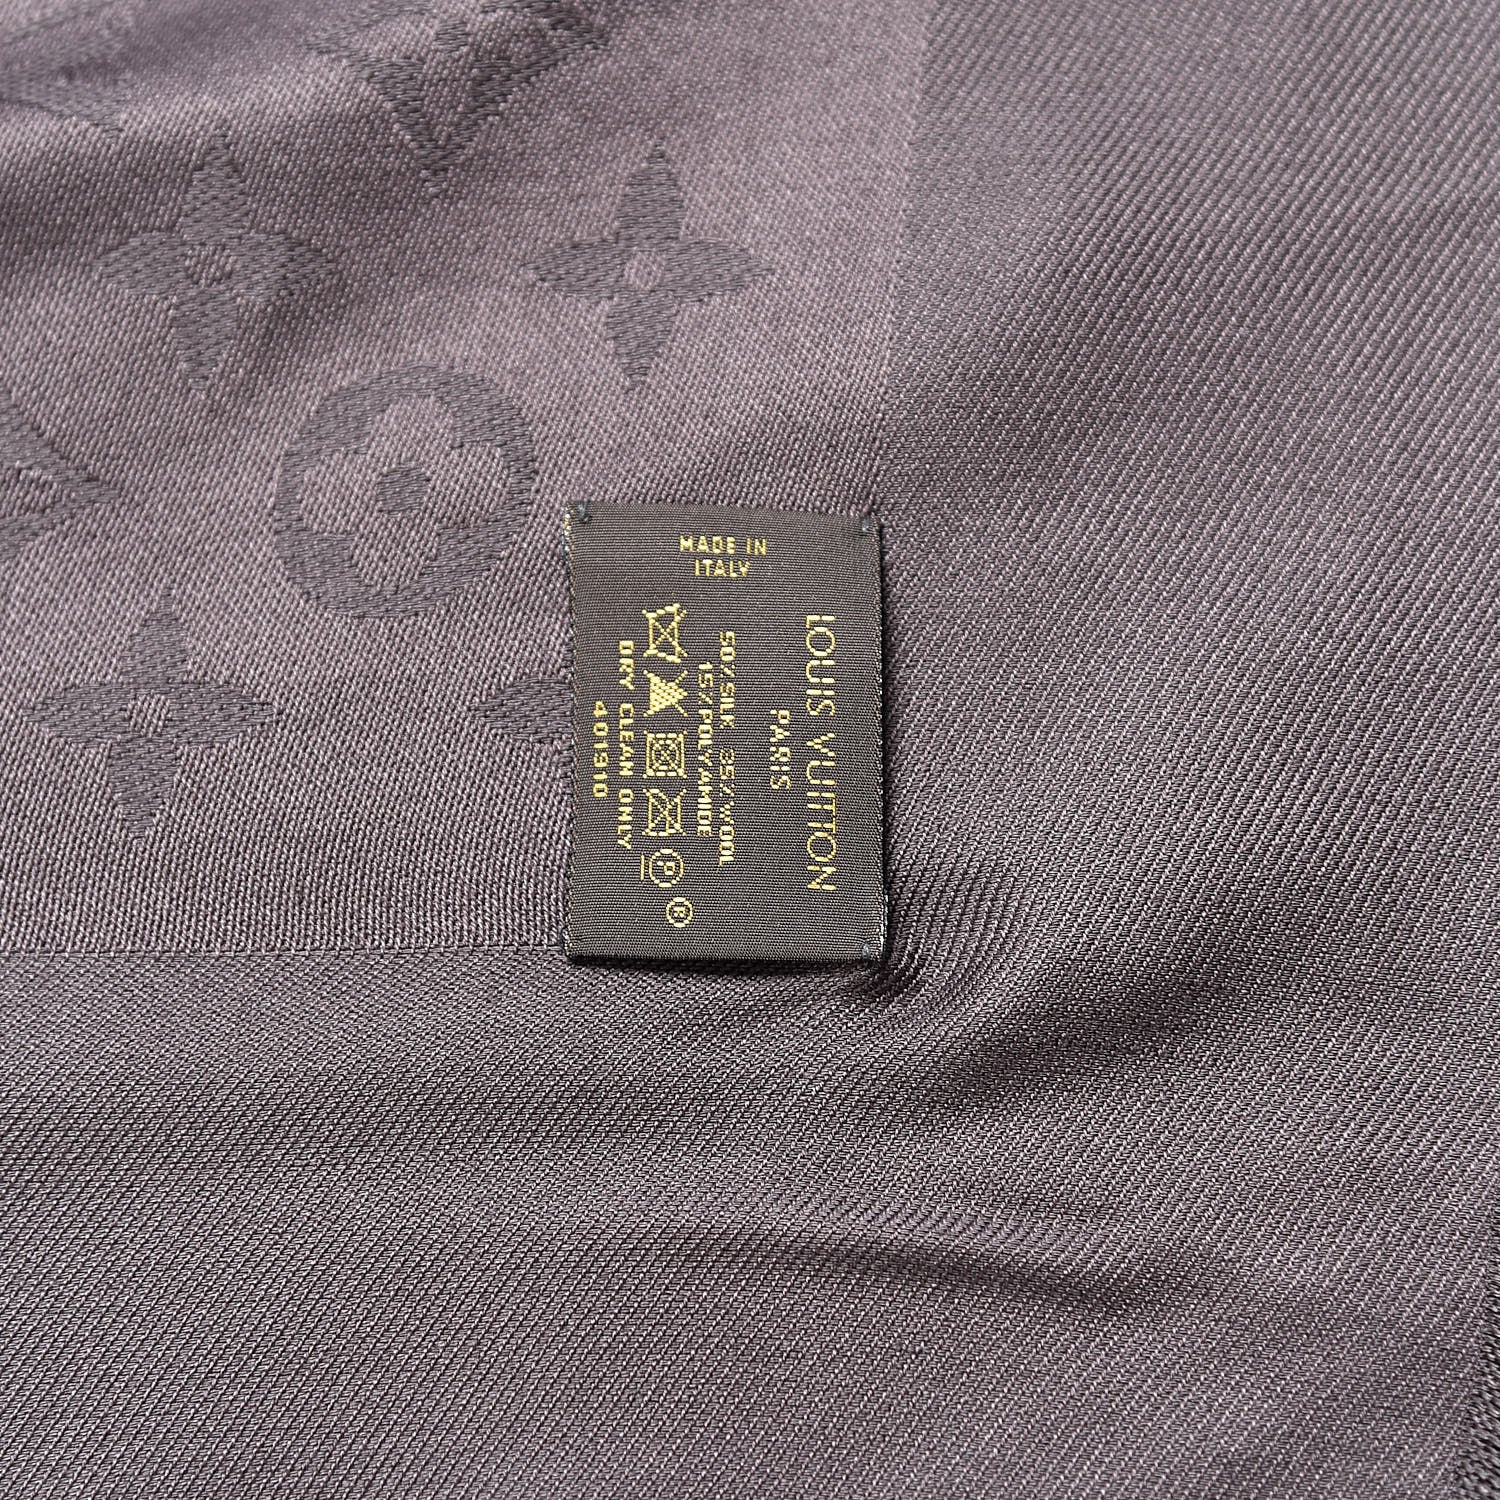 MADE IN
ITALY
LOUIS VUITTON
PARIS
50% SILK 35% WOOL
15% POLYAMIDE
P
B
DRY CLEAN ONLY
401910